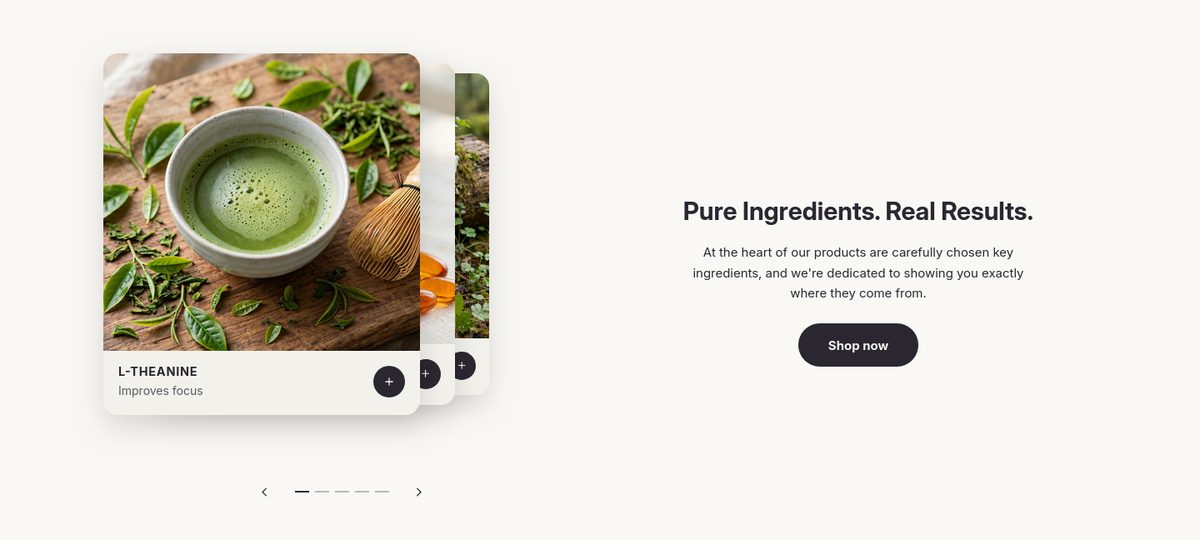 L-THEANINE
Improves focus
Pure Ingredients. Real Results.
At the heart of our products are carefully chosen key
ingredients, and we're dedicated to showing you exactly
where they come from.
Shop now